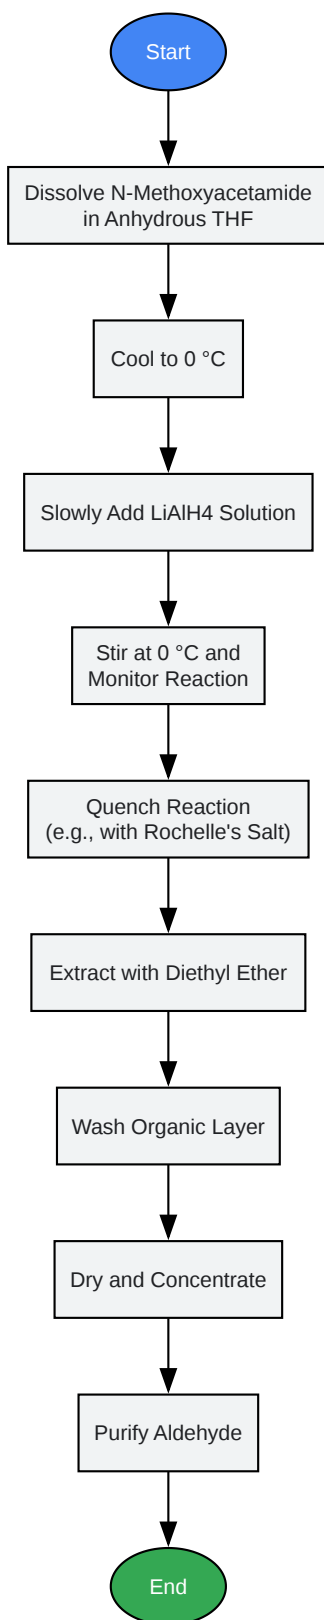 Start
Dissolve N-Methoxyacetamide
in Anhydrous THF
Cool to 0 °C
Slowly Add LiAlH4 Solution
Stir at 0 °C and
Monitor Reaction
Quench Reaction
(e.g., with Rochelle's Salt)
Extract with Diethyl Ether
Wash Organic Layer
Dry and Concentrate
Purify Aldehyde
End